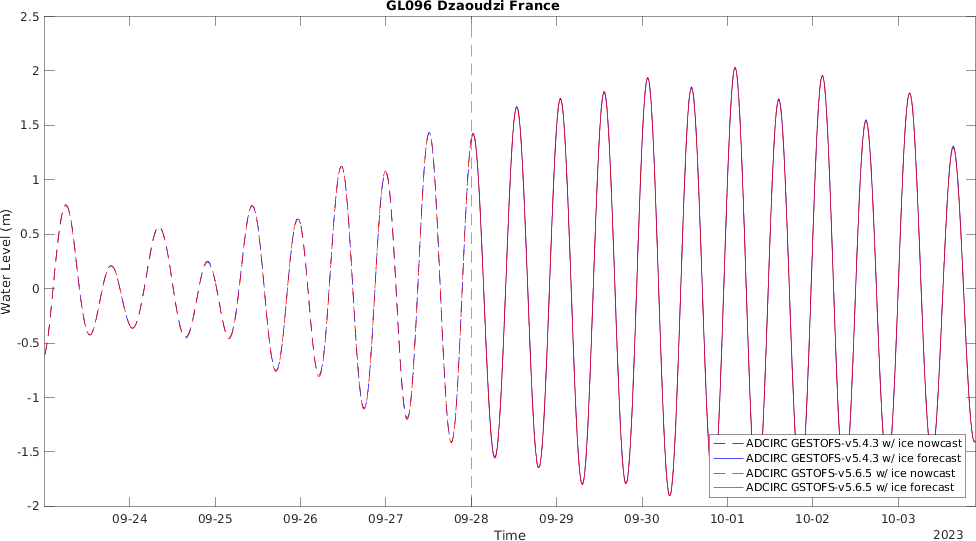 GL096 Dzaoudzi France
2.5
2
1.5
1
0.5
0
-0.5
-1
-1.5
-2
Water Level (m)
ADCIRC GESTOFS-v5.4.3 w/ ice nowcast
ADCIRC GESTOFS-v5.4.3 w/ ice forecast
ADCIRC GSTOFS-v5.6.5 w/ ice nowcast
ADCIRC GSTOFS-v5.6.5 w/ ice forecast
09-24 09-25 09-26 09-27 09-28 09-29 09-30 10-01 10-02 10-03
Time
2023